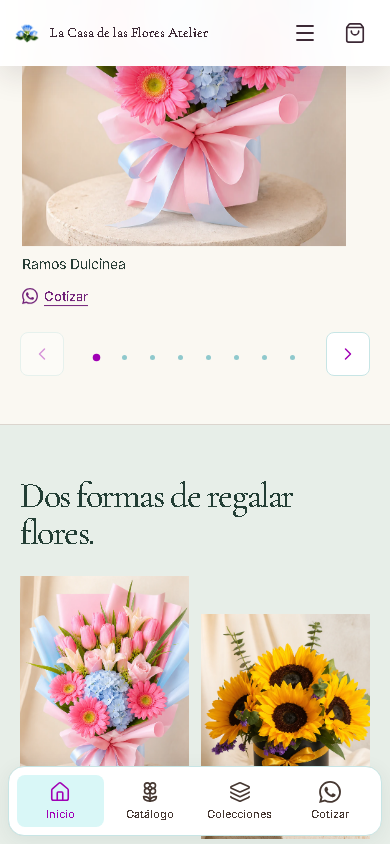 La Casa de las Flores Atelier
Ramos Dulcinea
Cotizar
Dos formas de regalar
flores.
Inicio
Catálogo
Colecciones
Cotizar